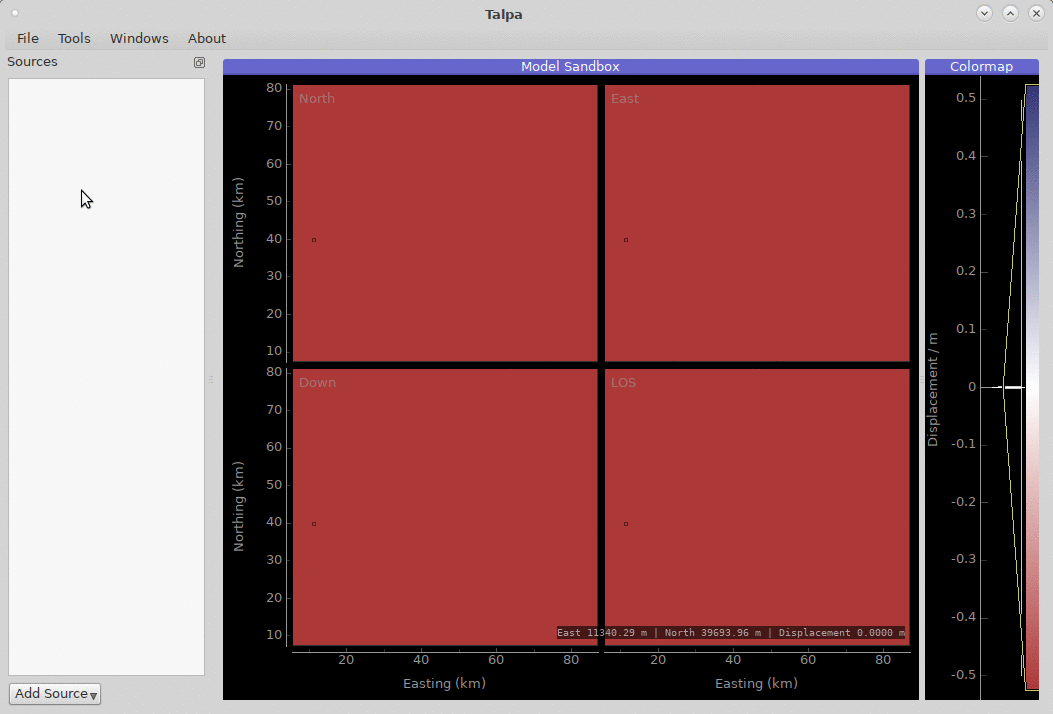 Talpa
File Tools Windows About
Sources
Model Sandbox
Colormap
North
East
80
70
60
50
40
30
20
10
Northing (km)
Down
LOS
80
70
60
50
40
30
20
10
Northing (km)
East 11340.29 m | North 39693.96 m | Displacement 0.0000 m
20 40 60 80
20 40 60 80
Easting (km)
Easting (km)
0.5
0.4
0.3
0.2
0.1
0
-0.1
-0.2
-0.3
-0.4
-0.5
Displacement / m
Add Source